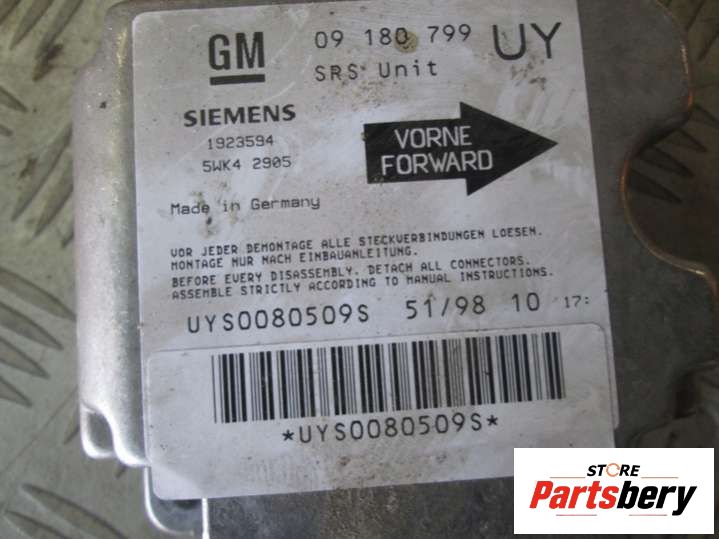 GM 09 180 799 UY
SRS Unit
SIEMENS
1923594
5WK4 2905
VORNE
FORWARD
Made in Germany
VOR JEDER DEMONTAGE ALLE STECKVERBINDUNGEN LOESEN.
MONTAGE NUR NACH EINBAUANLEITUNG.
BEFORE EVERY DISASSEMBLY. DETACH ALL CONNECTORS.
ASSEMBLE STRICTLY ACCORDING TO MANUAL INSTRUCTIONS.
UYS0080509S 51/98 10 17:
*UYS0080509S*
STORE
Partsbery